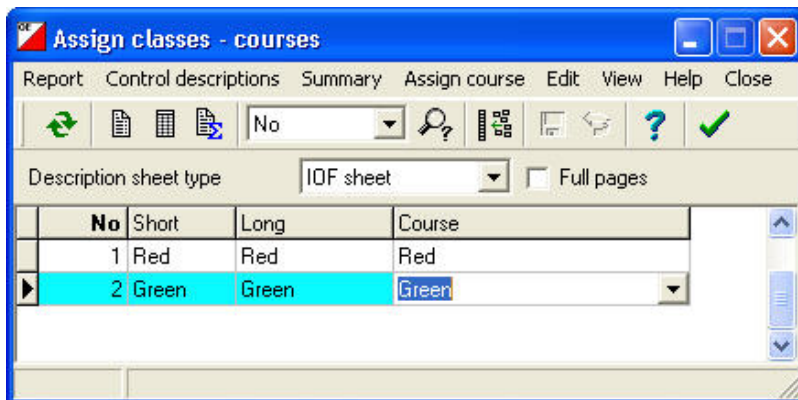 OE Assign classes - courses
Report Control descriptions Summary Assign course Edit View Help Close
No
Description sheet type IOF sheet Full pages
No Short Long Course
1 Red Red Red
2 Green Green Green